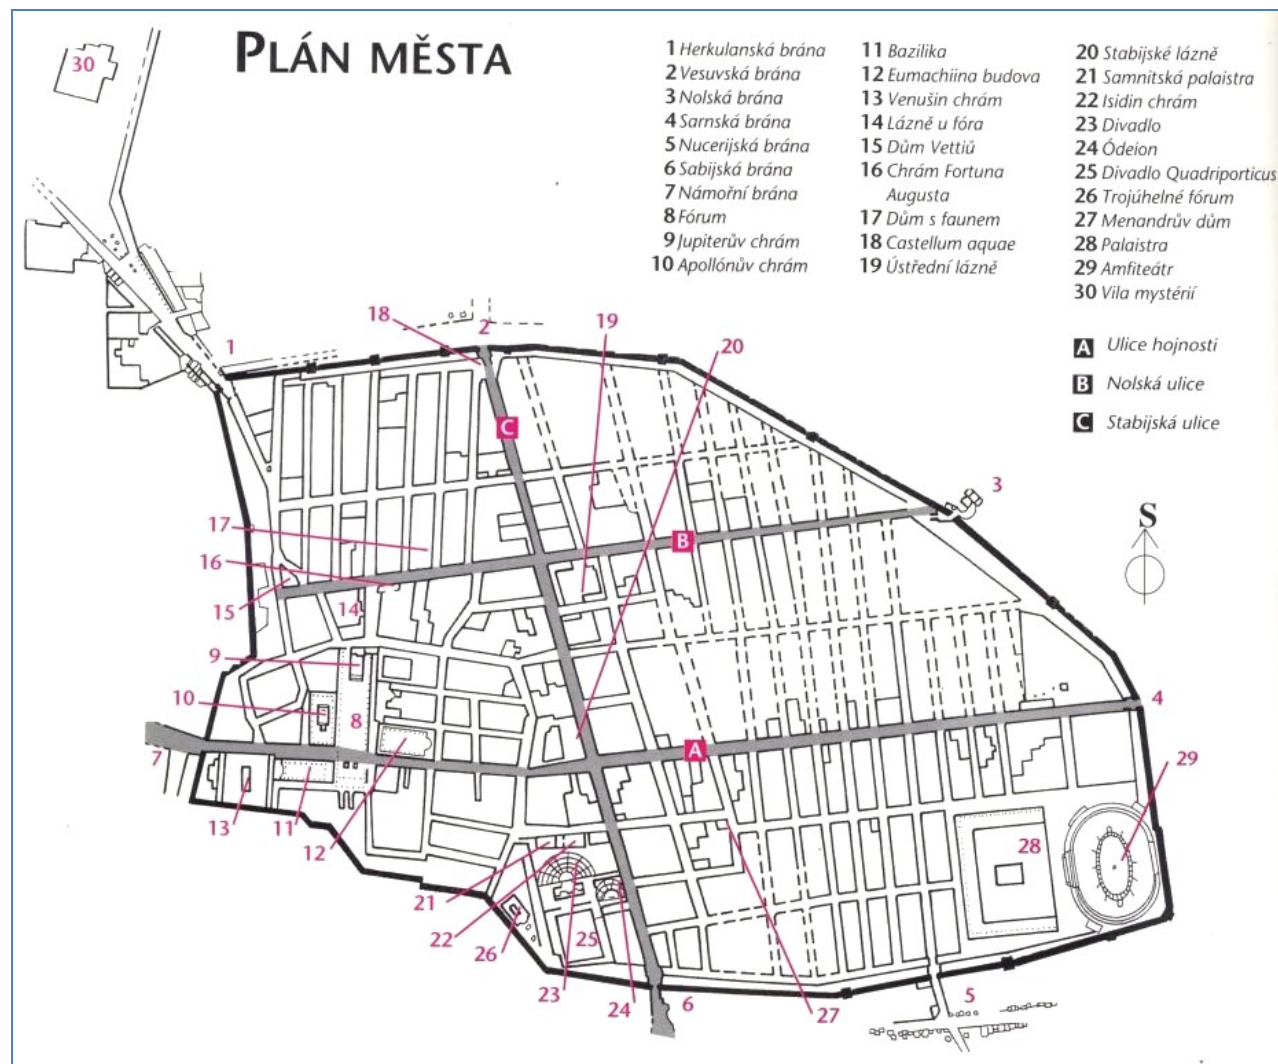 PLÁN MĚSTA
1 Herkulanská brána
2 Vesuvská brána
3 Nolská brána
4 Sarnská brána
5 Nucerijská brána
6 Sabijská brána
7 Námořní brána
8 Fórum
9 Jupiterův chrám
10 Apollónův chrám
11 Bazilika
12 Eumachiina budova
13 Venušin chrám
14 Lázně u fóra
15 Dům Vettiů
16 Chrám Fortuna
Augusta
17 Dům s faunem
18 Castellum aquae
19 Ústřední lázně
20 Stabijské lázně
21 Samnitská palaistra
22 Isidin chrám
23 Divadlo
24 Ódeion
25 Divadlo Quadriporticus
26 Trojúhelné fórum
27 Menandrův dům
28 Palaistra
29 Amfiteátr
30 Vila mystérií
A Ulice hojnosti
B Nolská ulice
C Stabijská ulice
30
1
18
2
19
20
C
3
S
17
B
16
15
14
9
10
8
4
7
A
29
13
11
12
28
21
22
26
25
23
24
6
27
5